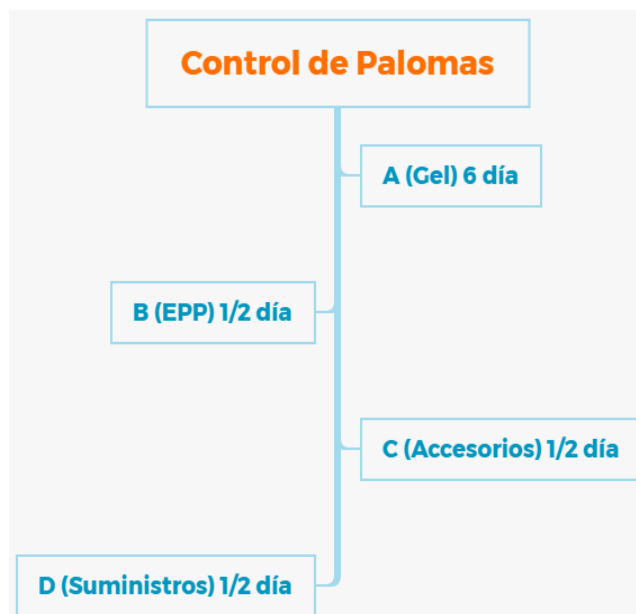 Control de Palomas
A (Gel) 6 día
B (EPP) 1/2 día
C (Accesorios) 1/2 día
D (Suministros) 1/2 día